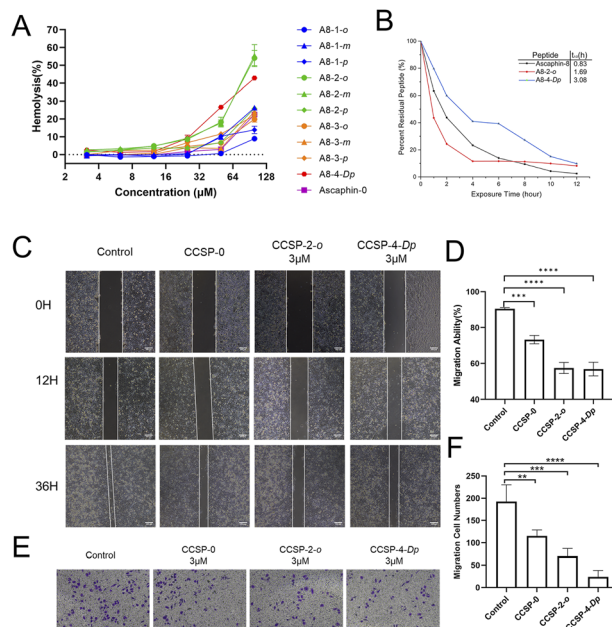 A
Hemolysis(%)
70
60
50
40
30
20
10
0
2
4
8
16
32
64
128
Concentration (μM)
A8-1-o
A8-1-m
A8-1-p
A8-2-o
A8-2-m
A8-2-p
A8-3-o
A8-3-m
A8-3-p
A8-4-Dp
Ascaphin-0
B
Percent Residual Peptide (%)
100
80
60
40
20
0
0
2
4
6
8
10
12
Exposure Time (hour)
Peptide
Ascaphin-8 0.83
A8-2-o 1.69
A8-4-Dp 3.08
C
Control
CCSP-0
CCSP-2-o
3μM
CCSP-4-Dp
3μM
0H
12H
36H
D
Migration Ability(%)
100
80
60
40
****
****
***
Control
CCSP-0
CCSP-2-o
CCSP-4-Dp
E
Control
CCSP-0
3μM
CCSP-2-o
3μM
CCSP-4-Dp
3μM
F
Migration Cell Numbers
250
200
150
100
50
0
****
***
**
Control
CCSP-0
CCSP-2-o
CCSP-4-Dp